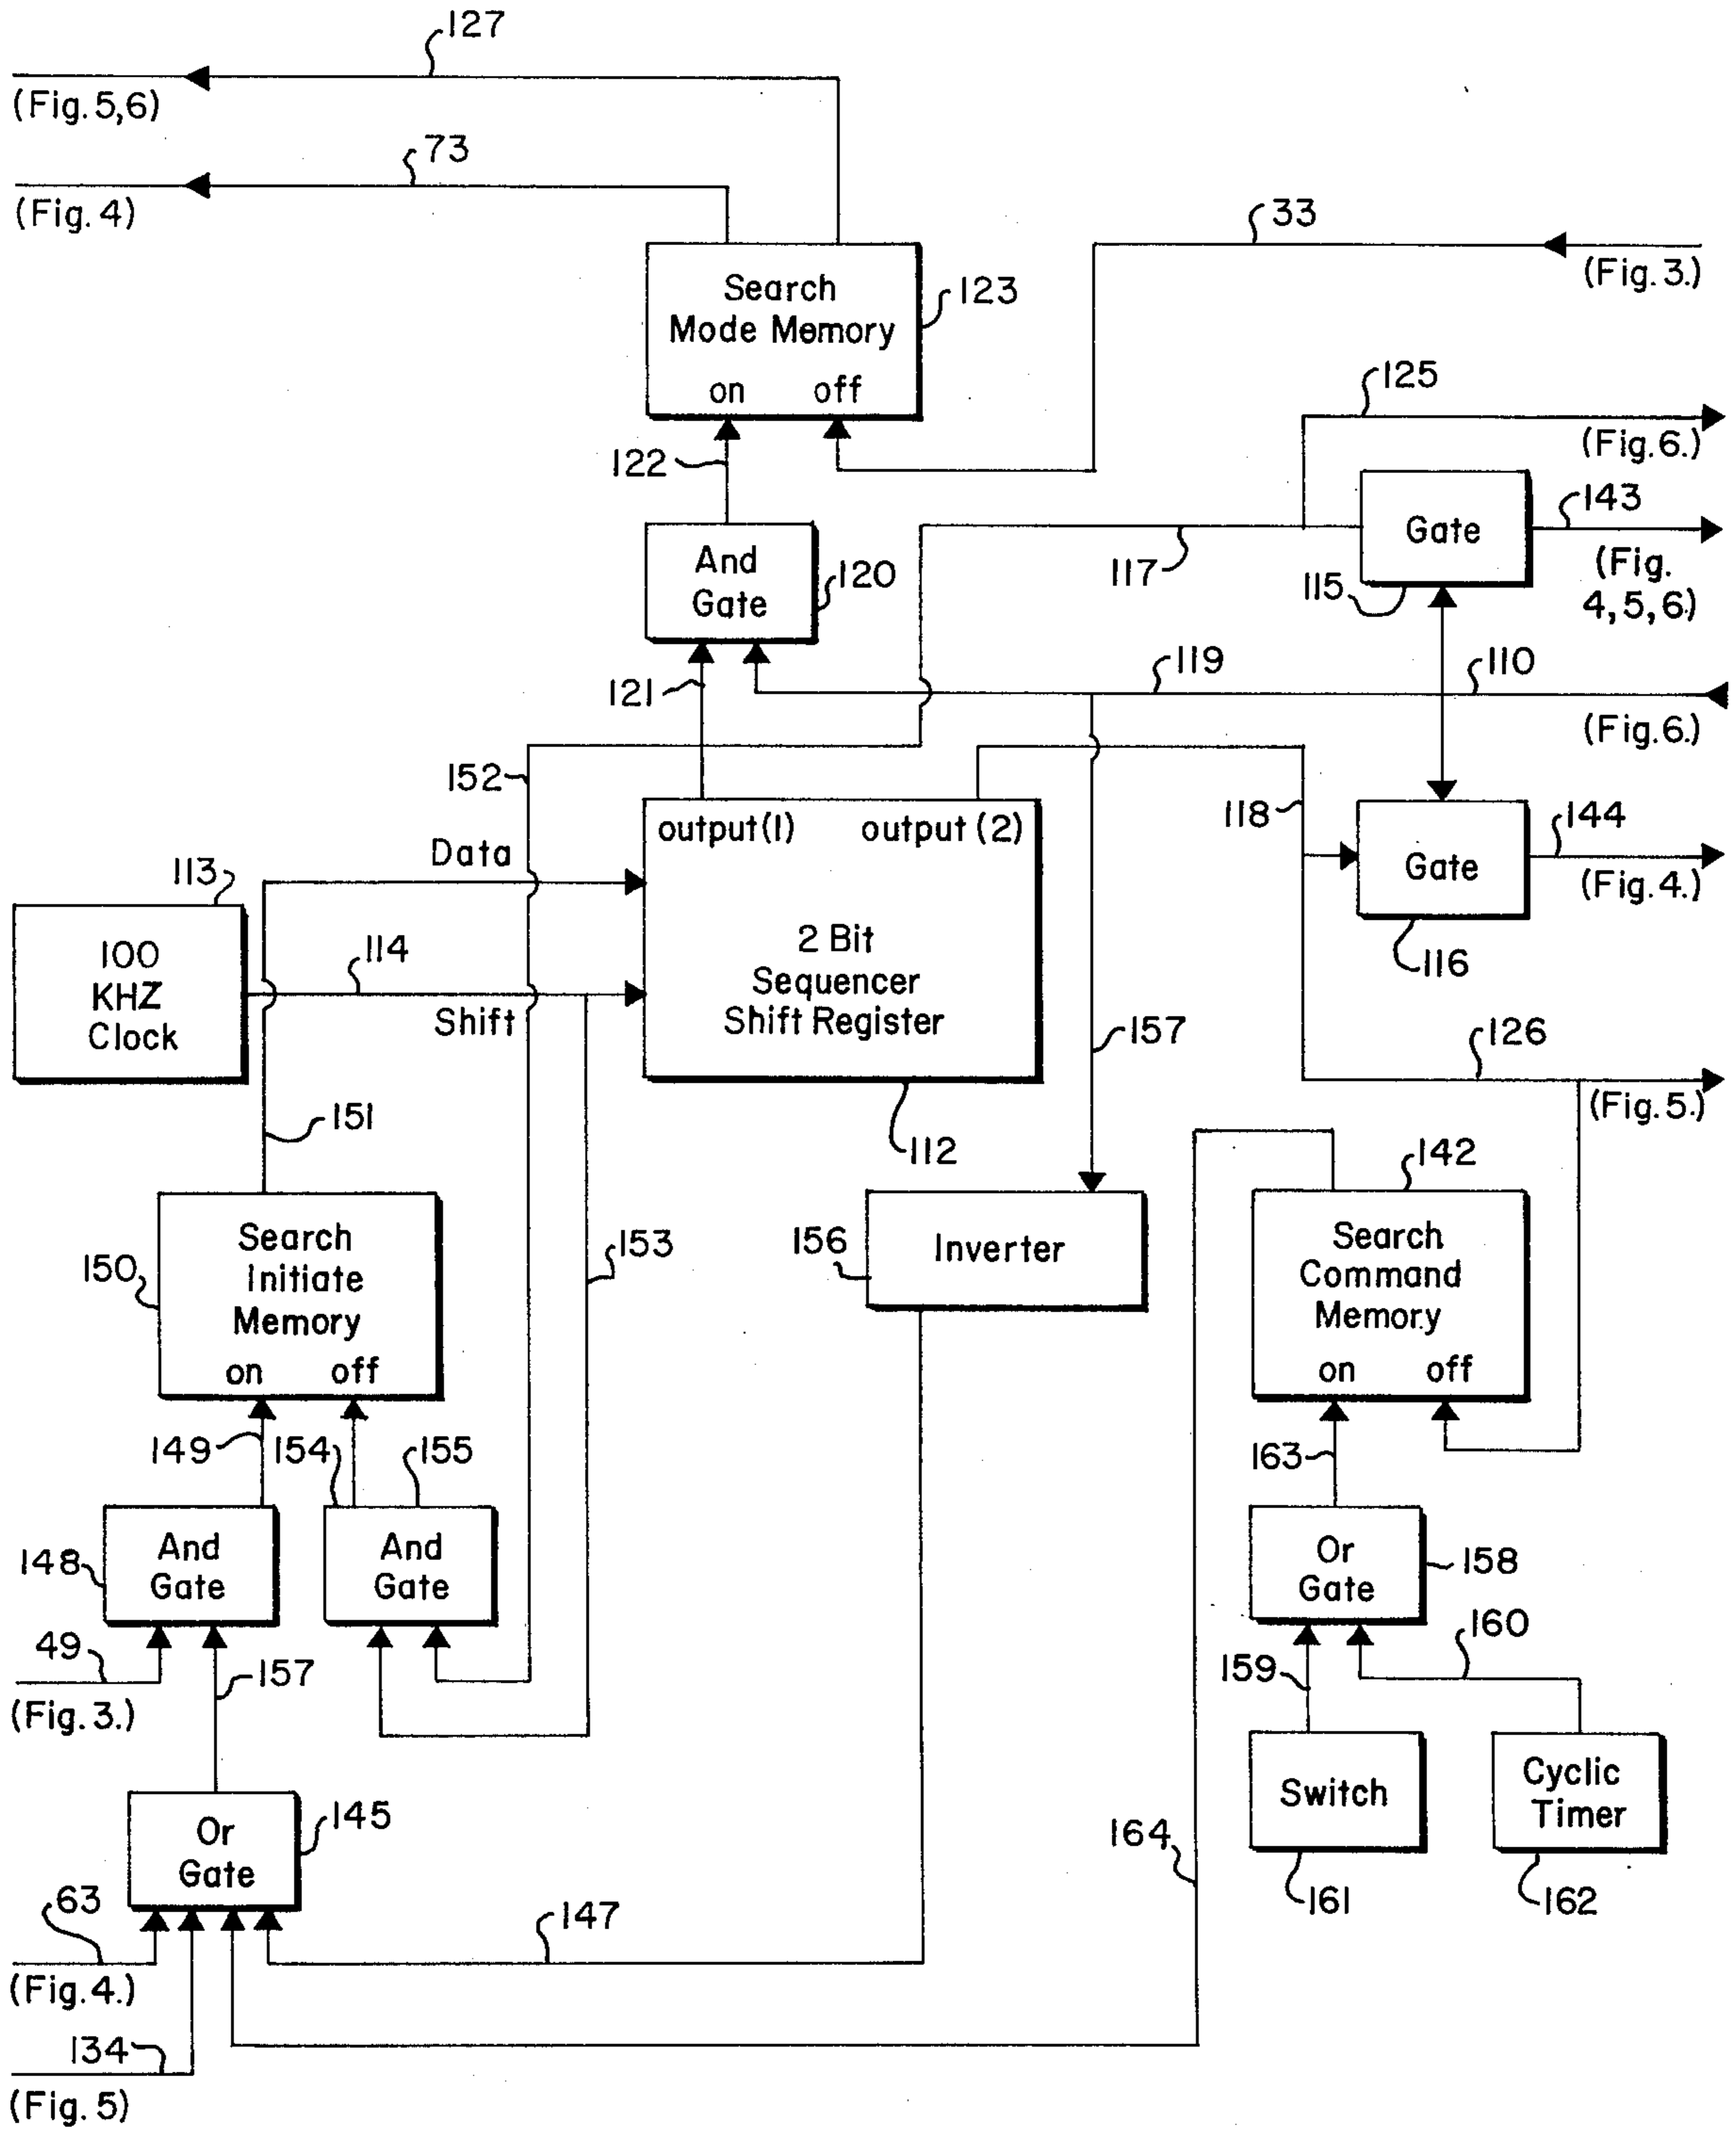 127
(Fig. 5,6)
73
(Fig. 4)
33
(Fig. 3.)
Search
Mode Memory
on off
123
125
(Fig. 6.)
122
143
Gate
(Fig.
4,5,6.)
And
Gate
120
117
115
121
119
110
(Fig. 6.)
152
118
output (1) output (2)
144
Gate
(Fig. 4.)
116
Data
113
100
KHZ
Clock
114
Shift
2 Bit
Sequencer
Shift Register
157
126
(Fig. 5.)
151
112
142
150
Search
Initiate
Memory
on off
153
156
Inverter
Search
Command
Memory
on off
149
154
155
163
148
And
Gate
And
Gate
Or
Gate
158
49
(Fig. 3.)
157
159
160
Or
Gate
145
Switch
Cyclic
Timer
164
161
162
63
(Fig. 4.)
147
134
(Fig. 5)